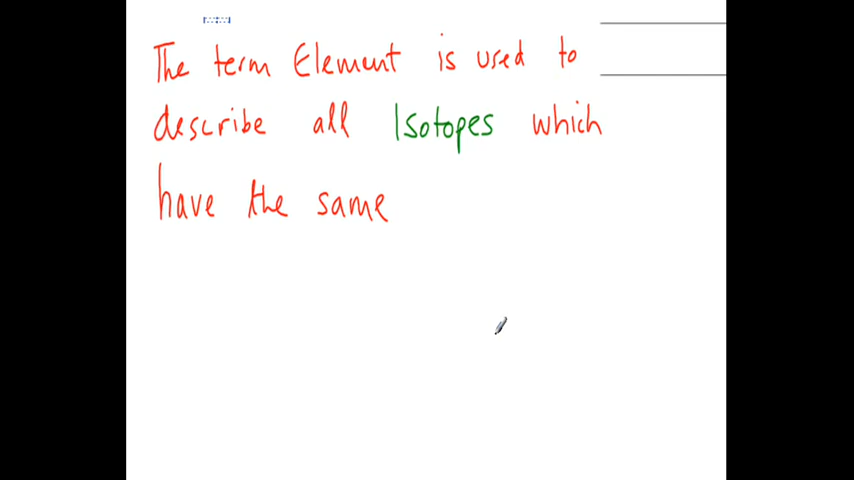 The term Element is used to
describe all Isotopes which
have the same